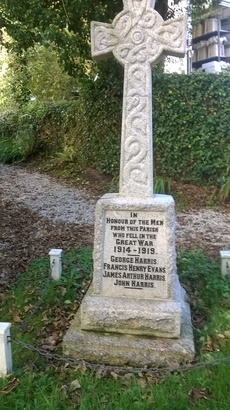 IN
HONOUR OF THE MEN
FROM THIS PARISH
WHO FELL IN THE
GREAT WAR
1914-1919.
GEORGE HARRIS
FRANCIS HENRY EVANS
JAMES ARTHUR HARRIS
JOHN HARRIS